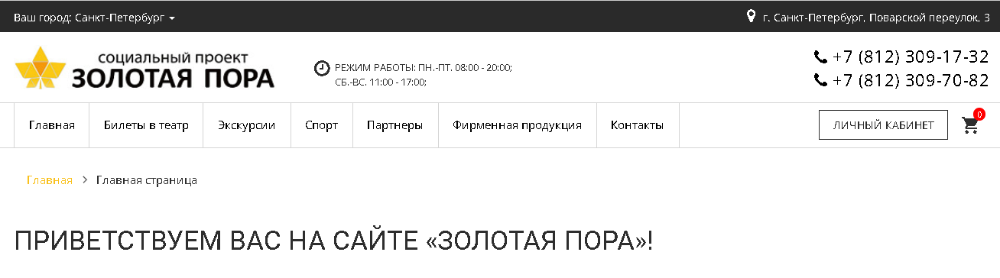 Ваш город: Санкт-Петербург
г. Санкт-Петербург, Поварской переулок, 3
социальный проект
ЗОЛОТАЯ ПОРА
РЕЖИМ РАБОТЫ: ПН.-ПТ. 08:00 - 20:00;
СБ.-ВС. 11:00 - 17:00;
+7 (812) 309-17-32
+7 (812) 309-70-82
Главная Билеты в театр Экскурсии Спорт Партнеры Фирменная продукция Контакты ЛИЧНЫЙ КАБИНЕТ 0
Главная > Главная страница
ПРИВЕТСТВУЕМ ВАС НА САЙТЕ «ЗОЛОТАЯ ПОРА»!